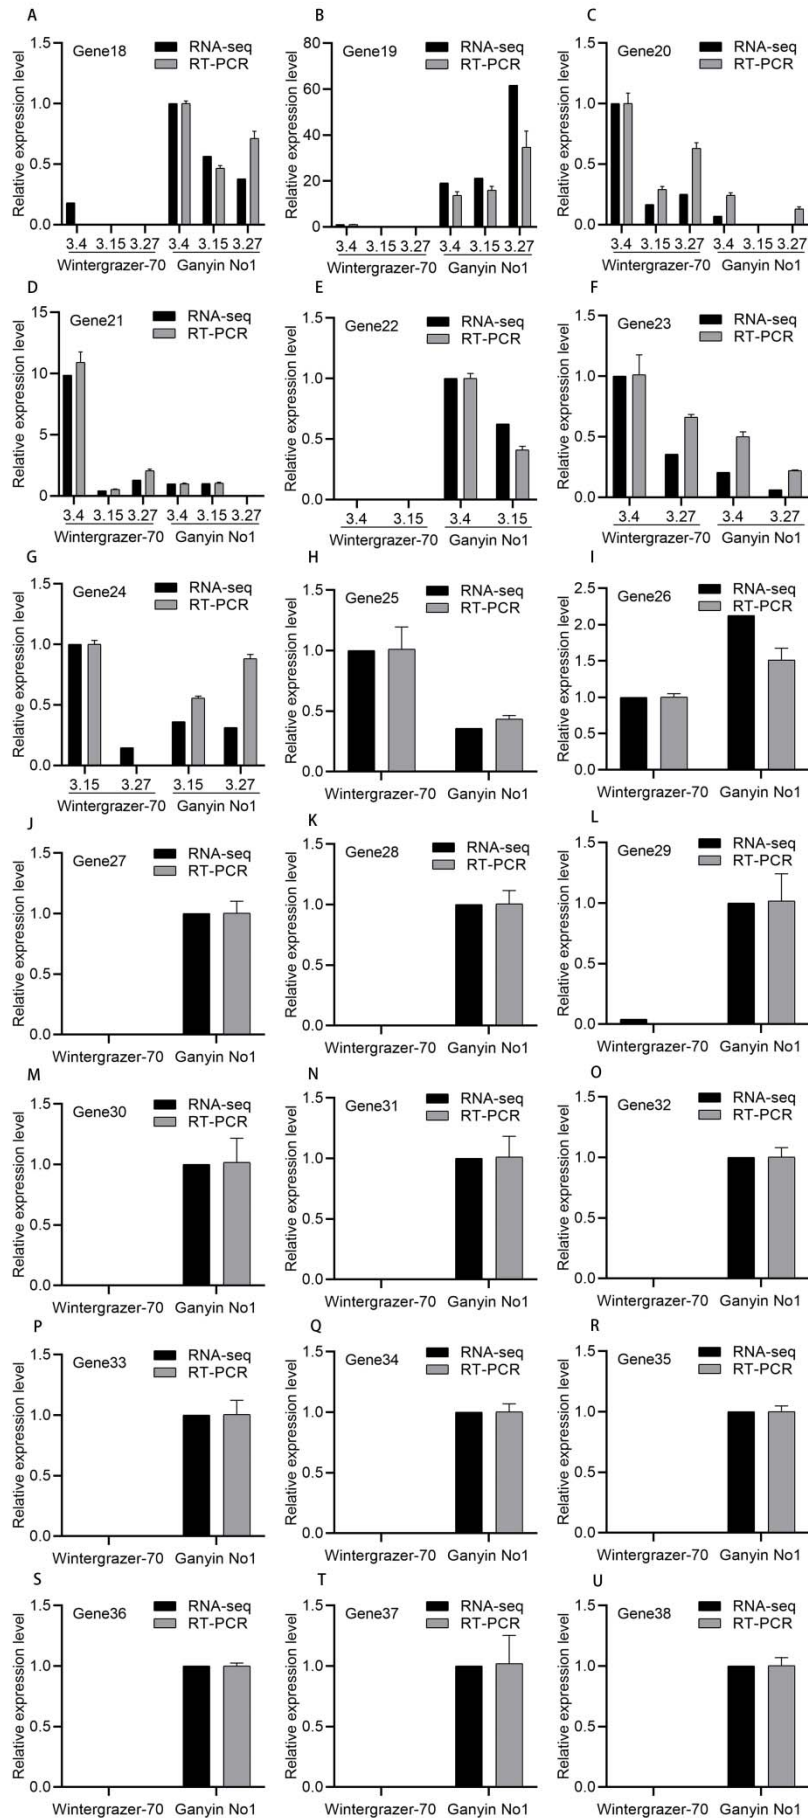 A
Gene18
RNA-seq
RT-PCR
Relative expression level
1.5
1.0
0.5
0.0
3.4 3.15 3.27 3.4 3.15 3.27
Wintergrazer-70 Ganyin No1
B
Gene19
RNA-seq
RT-PCR
Relative expression level
80
60
40
20
0
3.4 3.15 3.27 3.4 3.15 3.27
Wintergrazer-70 Ganyin No1
C
Gene20
RNA-seq
RT-PCR
Relative expression level
1.5
1.0
0.5
0.0
3.4 3.15 3.27 3.4 3.15 3.27
Wintergrazer-70 Ganyin No1
D
Gene21
RNA-seq
RT-PCR
Relative expression level
15
10
5
0
3.4 3.15 3.27 3.4 3.15 3.27
Wintergrazer-70 Ganyin No1
E
Gene22
RNA-seq
RT-PCR
Relative expression level
1.5
1.0
0.5
0.0
3.4 3.15 3.4 3.15
Wintergrazer-70 Ganyin No1
F
Gene23
RNA-seq
RT-PCR
Relative expression level
1.5
1.0
0.5
0.0
3.4 3.27 3.4 3.27
Wintergrazer-70 Ganyin No1
G
Gene24
RNA-seq
RT-PCR
Relative expression level
1.5
1.0
0.5
0.0
3.15 3.27 3.15 3.27
Wintergrazer-70 Ganyin No1
H
Gene25
RNA-seq
RT-PCR
Relative expression level
1.5
1.0
0.5
0.0
Wintergrazer-70 Ganyin No1
I
Gene26
RNA-seq
RT-PCR
Relative expression level
2.5
2.0
1.5
1.0
0.5
0.0
Wintergrazer-70 Ganyin No1
J
Gene27
RNA-seq
RT-PCR
Relative expression level
1.5
1.0
0.5
0.0
Wintergrazer-70 Ganyin No1
K
Gene28
RNA-seq
RT-PCR
Relative expression level
1.5
1.0
0.5
0.0
Wintergrazer-70 Ganyin No1
L
Gene29
RNA-seq
RT-PCR
Relative expression level
1.5
1.0
0.5
0.0
Wintergrazer-70 Ganyin No1
M
Gene30
RNA-seq
RT-PCR
Relative expression level
1.5
1.0
0.5
0.0
Wintergrazer-70 Ganyin No1
N
Gene31
RNA-seq
RT-PCR
Relative expression level
1.5
1.0
0.5
0.0
Wintergrazer-70 Ganyin No1
O
Gene32
RNA-seq
RT-PCR
Relative expression level
1.5
1.0
0.5
0.0
Wintergrazer-70 Ganyin No1
P
Gene33
RNA-seq
RT-PCR
Relative expression level
1.5
1.0
0.5
0.0
Wintergrazer-70 Ganyin No1
Q
Gene34
RNA-seq
RT-PCR
Relative expression level
1.5
1.0
0.5
0.0
Wintergrazer-70 Ganyin No1
R
Gene35
RNA-seq
RT-PCR
Relative expression level
1.5
1.0
0.5
0.0
Wintergrazer-70 Ganyin No1
S
Gene36
RNA-seq
RT-PCR
Relative expression level
1.5
1.0
0.5
0.0
Wintergrazer-70 Ganyin No1
T
Gene37
RNA-seq
RT-PCR
Relative expression level
1.5
1.0
0.5
0.0
Wintergrazer-70 Ganyin No1
U
Gene38
RNA-seq
RT-PCR
Relative expression level
1.5
1.0
0.5
0.0
Wintergrazer-70 Ganyin No1